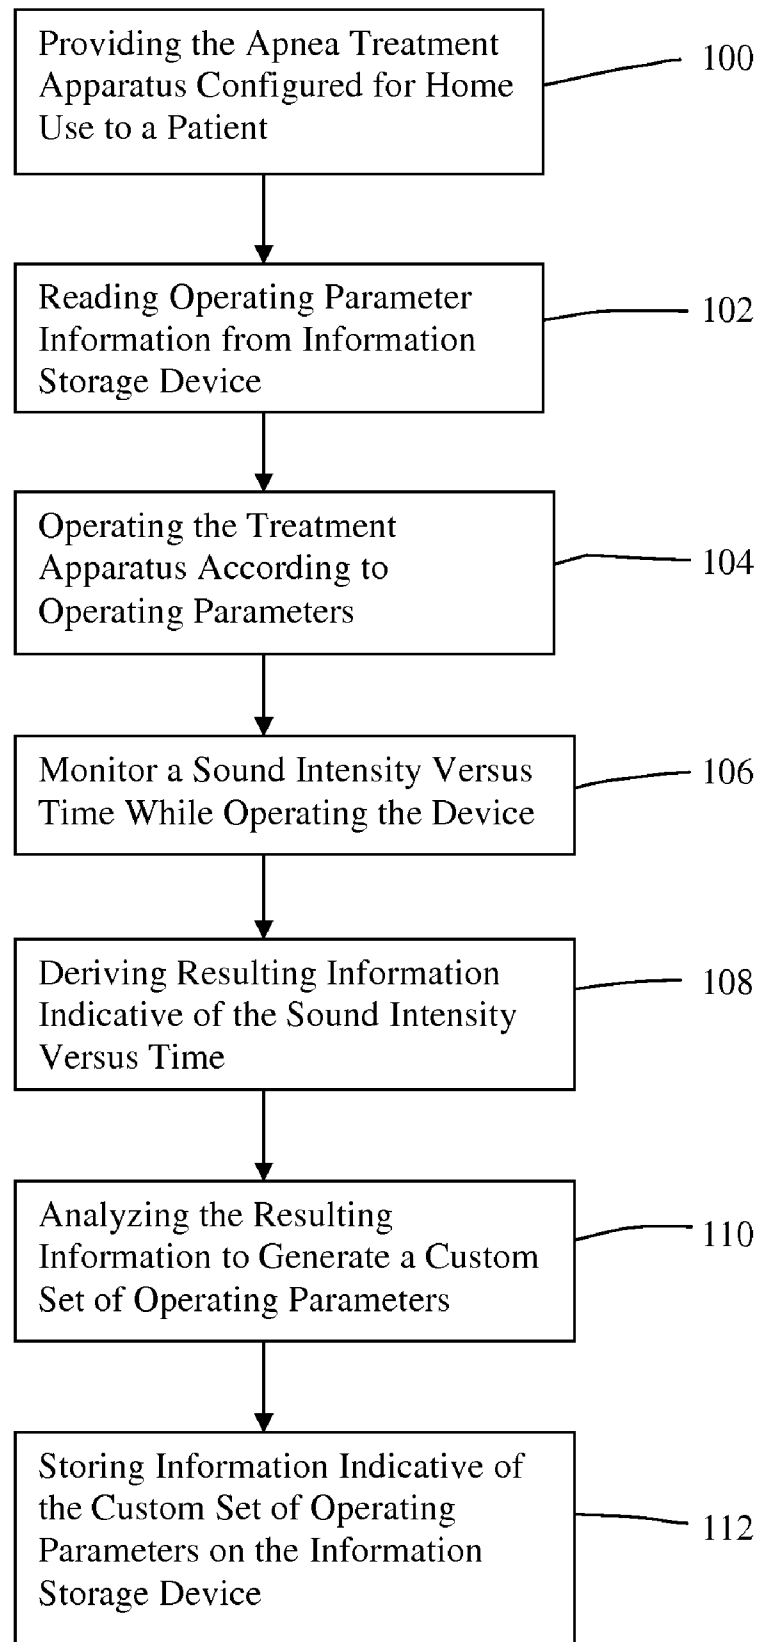 Providing the Apnea Treatment
Apparatus Configured for Home
Use to a Patient
100
Reading Operating Parameter
Information from Information
Storage Device
102
Operating the Treatment
Apparatus According to
Operating Parameters
104
Monitor a Sound Intensity Versus
Time While Operating the Device
106
Deriving Resulting Information
Indicative of the Sound Intensity
Versus Time
108
Analyzing the Resulting
Information to Generate a Custom
Set of Operating Parameters
110
Storing Information Indicative of
the Custom Set of Operating
Parameters on the Information
Storage Device
112